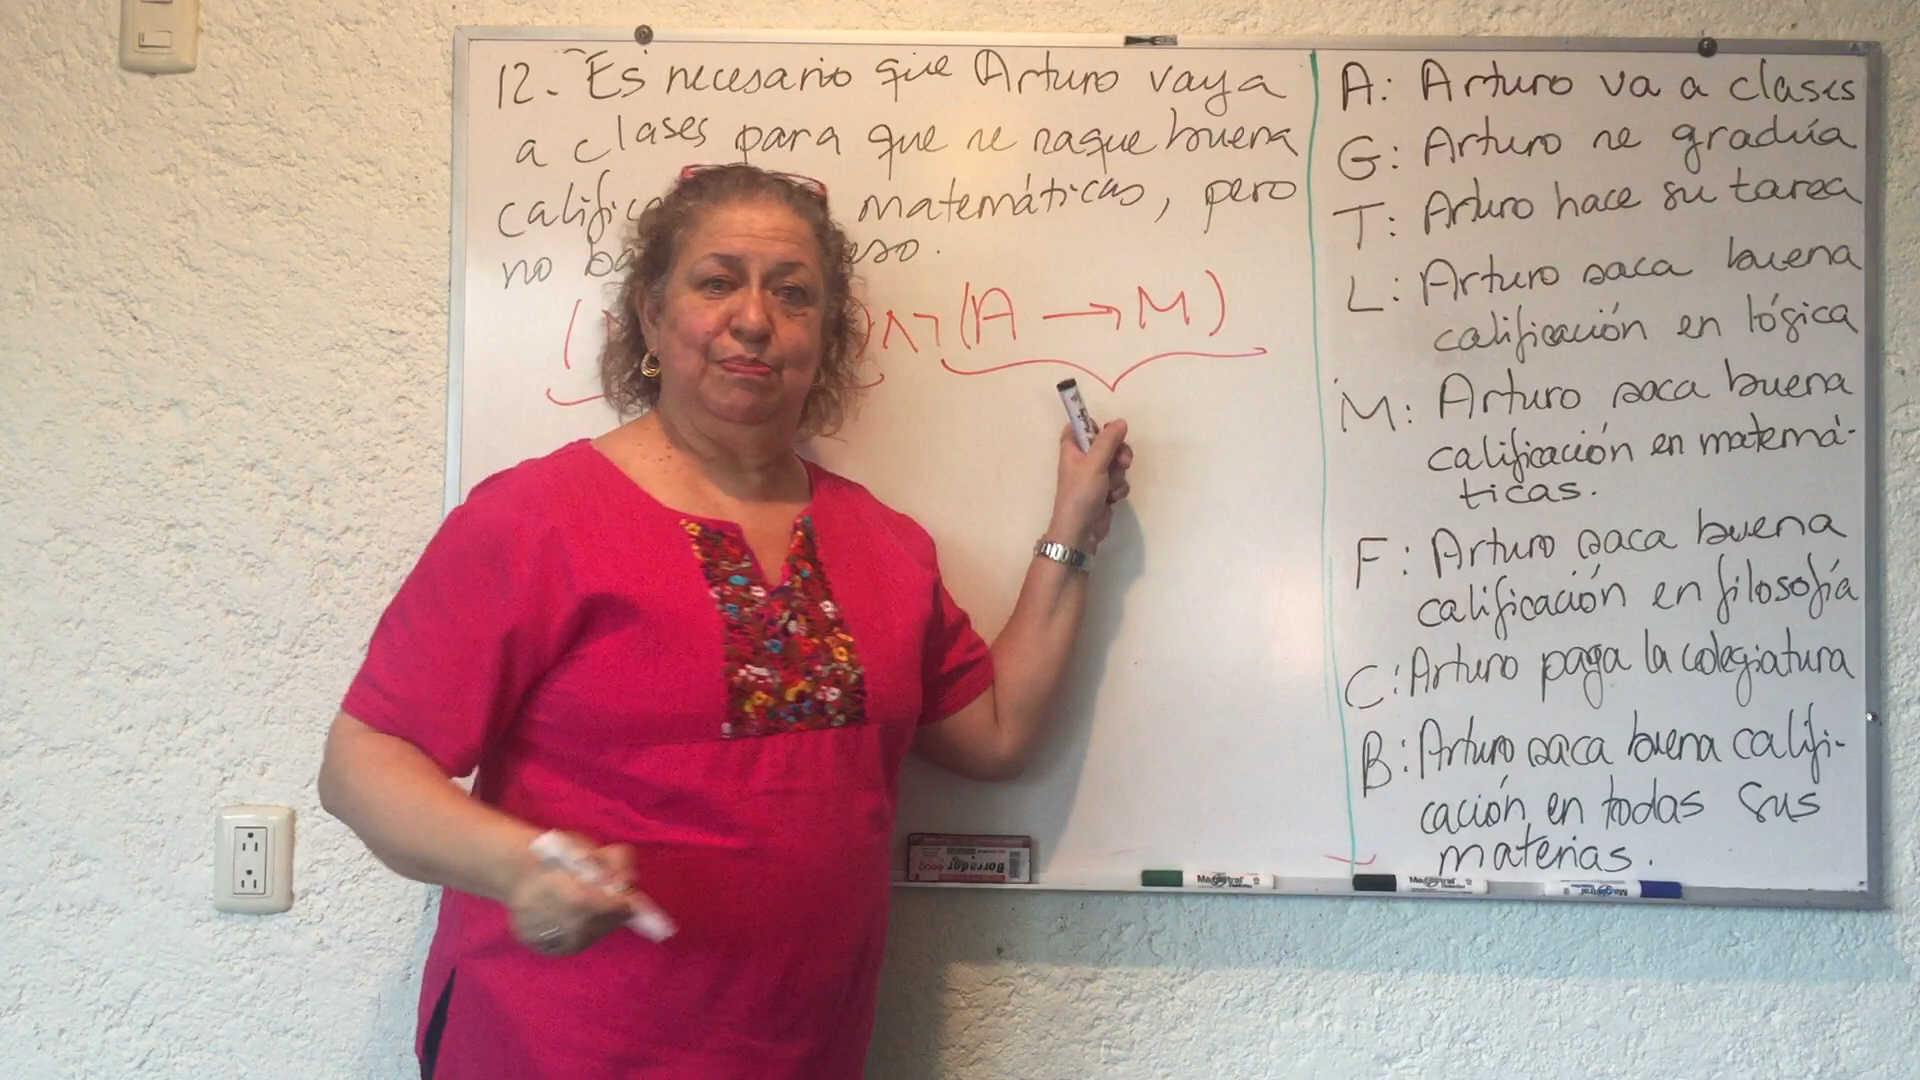 12. Es necesario que Arturo vaya
a clases para que se saque buena
matemáticas, pero
no
(A → M)
∧ ¬ (A → M)
A: Arturo va a clases
G: Arturo se gradúa
T: Arturo hace su tarea
L: Arturo saca buena
calificación en lógica
M: Arturo saca buena
calificación en matemá-
ticas.
F: Arturo saca buena
calificación en filosofía
C: Arturo paga la colegiatura
B: Arturo saca buena califi-
cación en todas sus
materias.
Borrador
Magistral
Magistral
Magistral